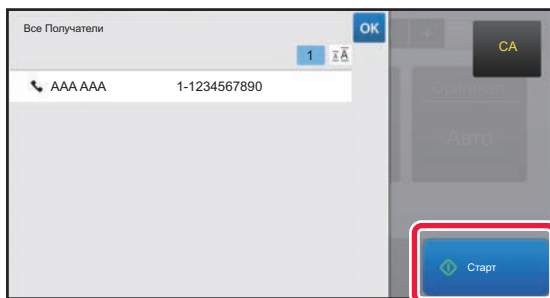 Все Получатели
OK
CA
1
AAA AAA 1-1234567890
Оригинал
Авто
Старт